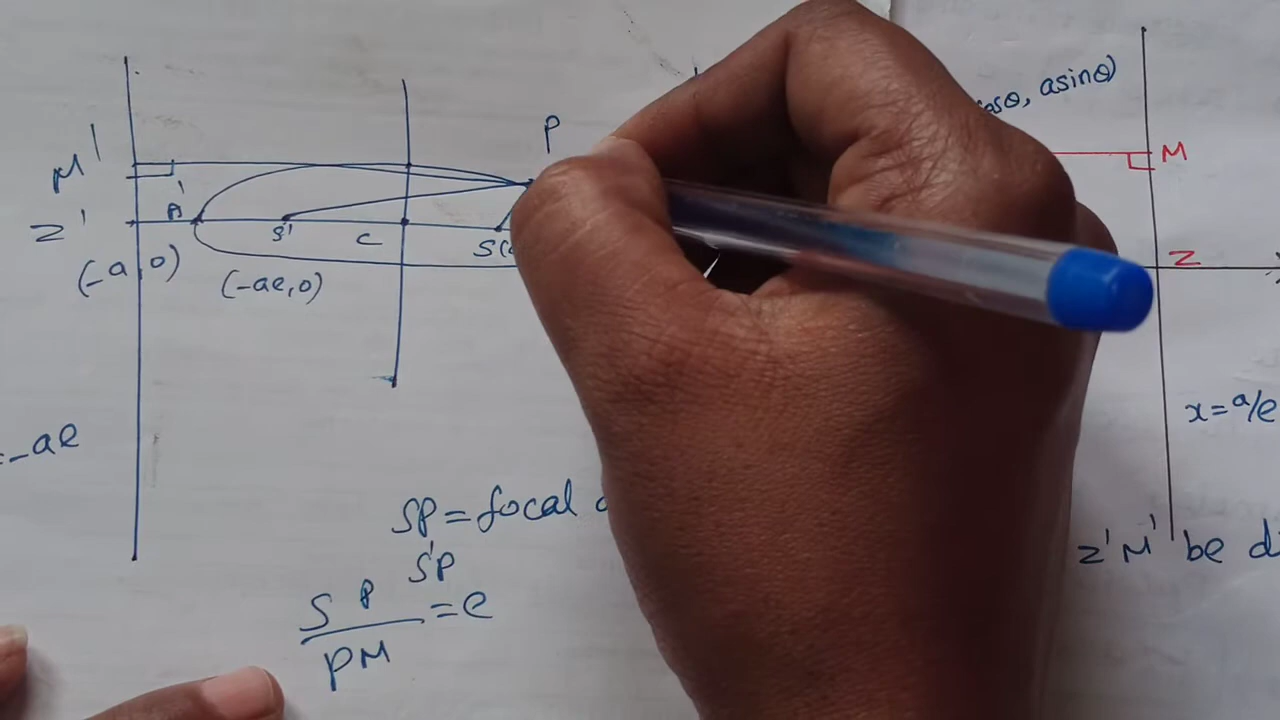 P
M'
A'
Z'
S'
C
S(
(-a,0)
(-ae,0)
=-ae
SP=focal
S'P
SP/PM=e
cosθ, asinθ)
M
Z
x=a/e
Z'M' be